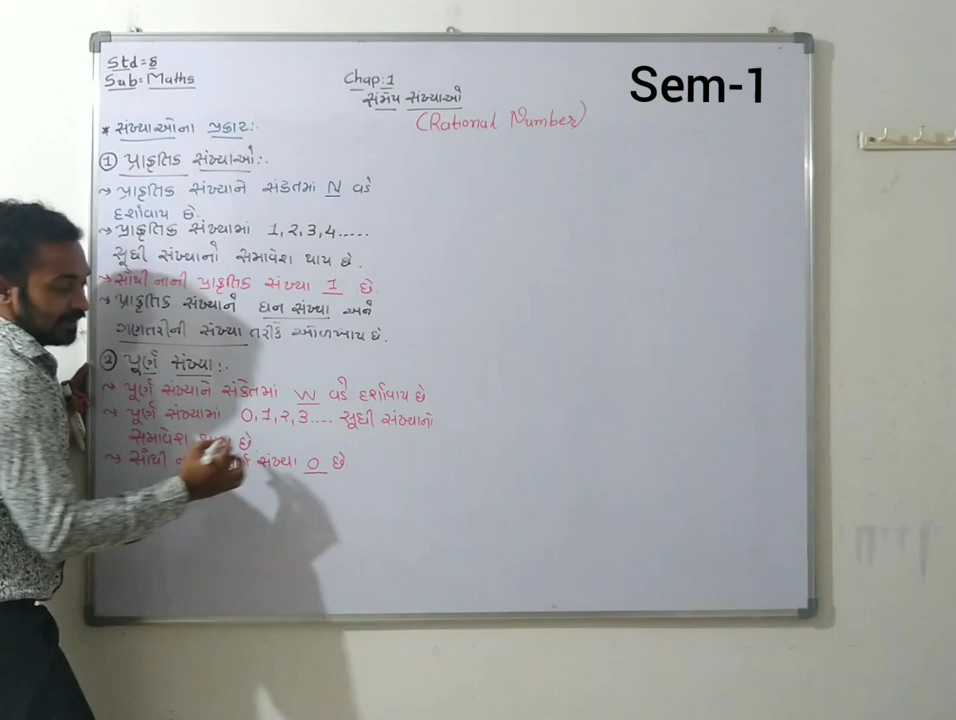 Std = 8
Sub = Maths
Chap:1
સંમેય સંખ્યાઓ
(Rational Number)
Sem-1
* સંખ્યાઓના પ્રકાર:-
① પ્રાકૃતિક સંખ્યાઓ:-
→ પ્રાકૃતિક સંખ્યાને સંકેતમાં N વડે
દર્શાવાય છે.
→ પ્રાકૃતિક સંખ્યામાં 1, 2, 3, 4.....
સુધી સંખ્યાનો સમાવેશ થાય છે.
→ સૌથી નાની પ્રાકૃતિક સંખ્યા 1 છે.
→ પ્રાકૃતિક સંખ્યાને ધન સંખ્યા અને
ગણતરીની સંખ્યા તરીકે ઓળખાય છે.
② પૂર્ણ સંખ્યા:-
→ પૂર્ણ સંખ્યાને સંકેતમાં W વડે દર્શાવાય છે.
→ પૂર્ણ સંખ્યામાં 0, 1, 2, 3.... સુધી સંખ્યાનો
સમાવેશ થાય છે.
→ સૌથી સંખ્યા 0 છે.